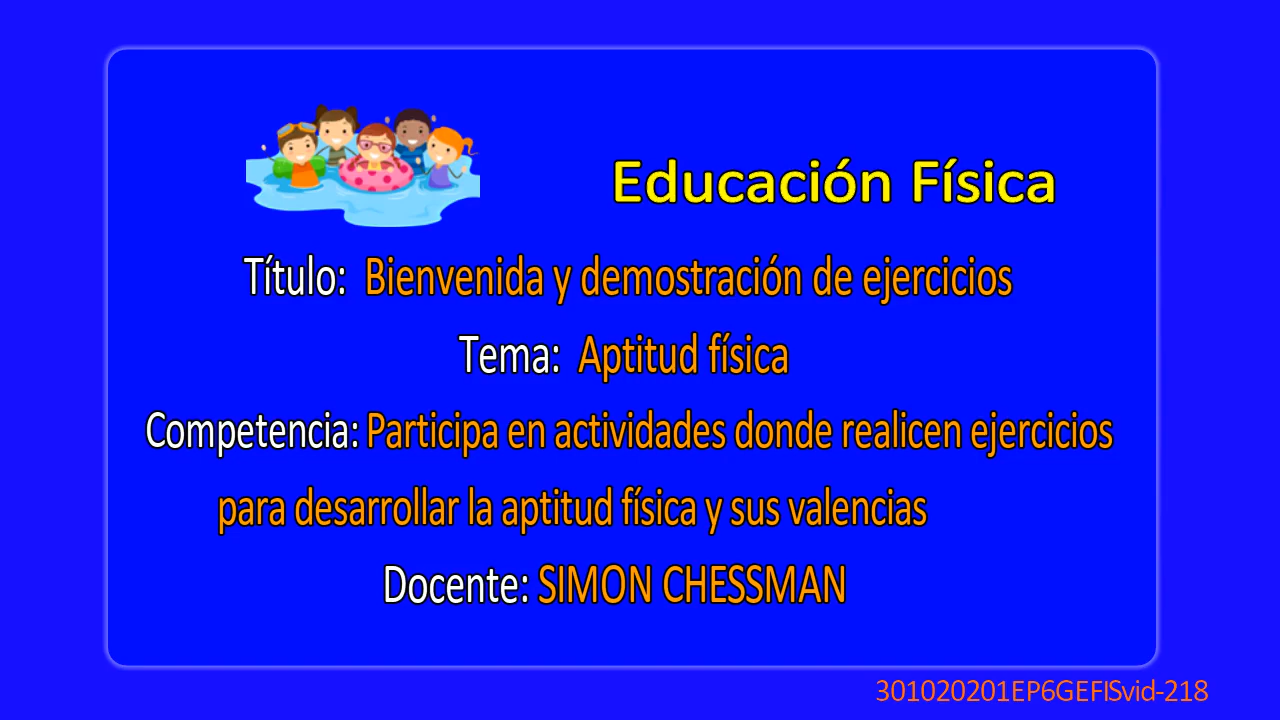 Educación Física
Título: Bienvenida y demostración de ejercicios
Tema: Aptitud física
Competencia: Participa en actividades donde realicen ejercicios
para desarrollar la aptitud física y sus valencias
Docente: SIMON CHESSMAN
301020201EP6GEFISvid-218